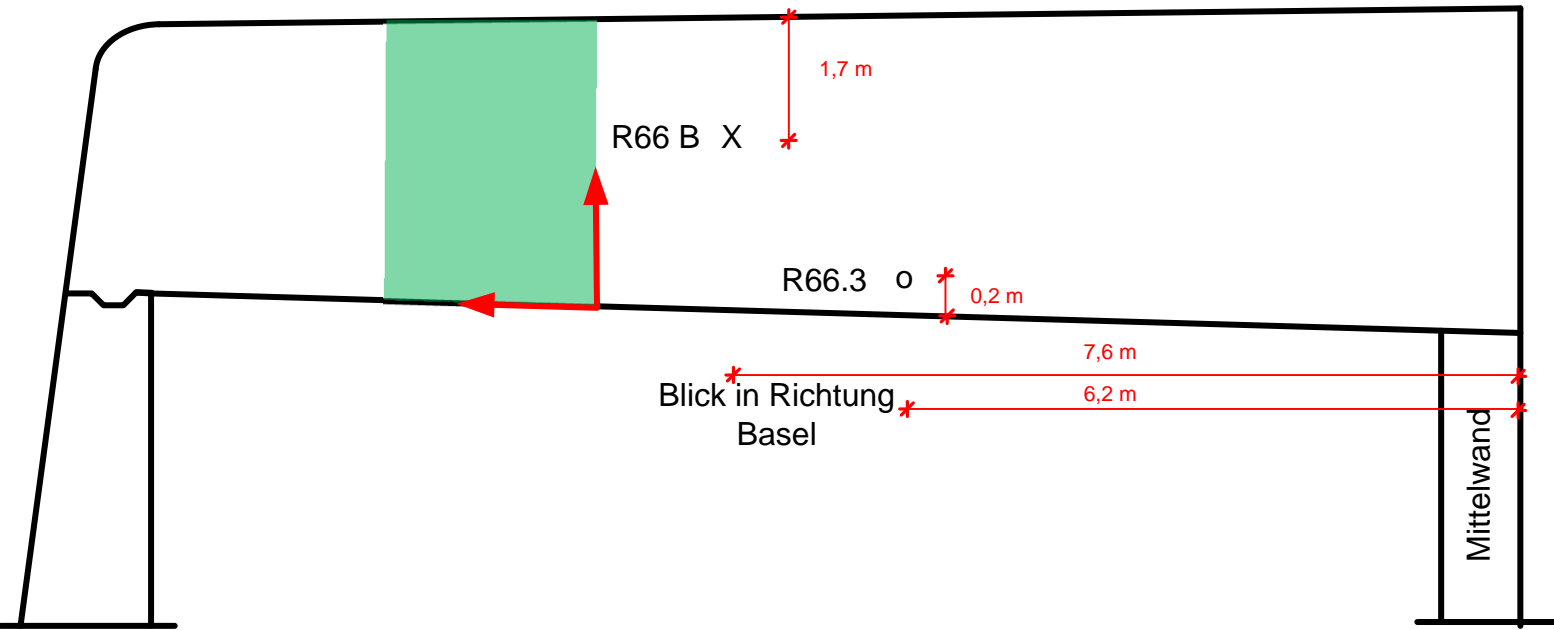 1,7 m
R66 B X
R66.3 o
0,2 m
7,6 m
Blick in Richtung
Basel
6,2 m
Mittelwand